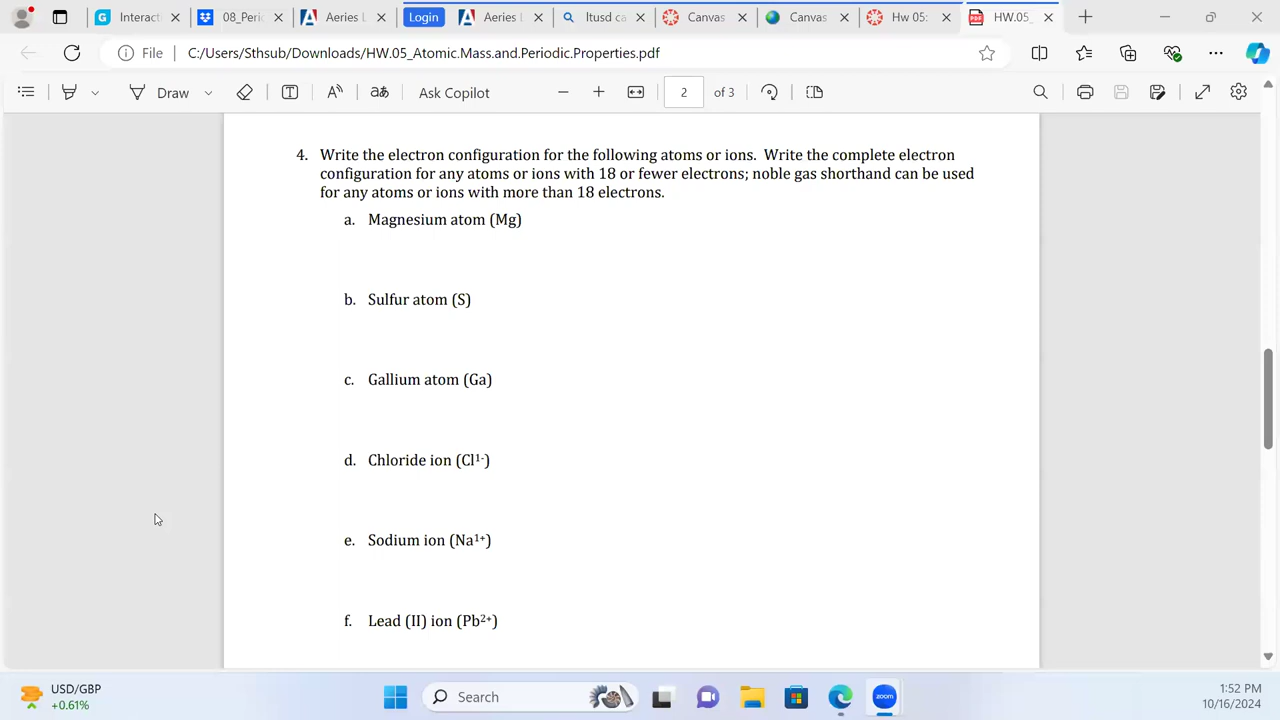 Interact
08_Peri
Aeries L
Login
Aeries I
ltusd ca
Canvas
Canvas
Hw 05:
HW.05_
File C:/Users/Sthsub/Downloads/HW.05_Atomic.Mass.and.Periodic.Properties.pdf
Draw
Ask Copilot
2 of 3
4. Write the electron configuration for the following atoms or ions. Write the complete electron
configuration for any atoms or ions with 18 or fewer electrons; noble gas shorthand can be used
for any atoms or ions with more than 18 electrons.
a. Magnesium atom (Mg)
b. Sulfur atom (S)
c. Gallium atom (Ga)
d. Chloride ion (Cl¹⁻)
e. Sodium ion (Na¹⁺)
f. Lead (II) ion (Pb²⁺)
USD/GBP
+0.61%
Search
zoom
1:52 PM
10/16/2024